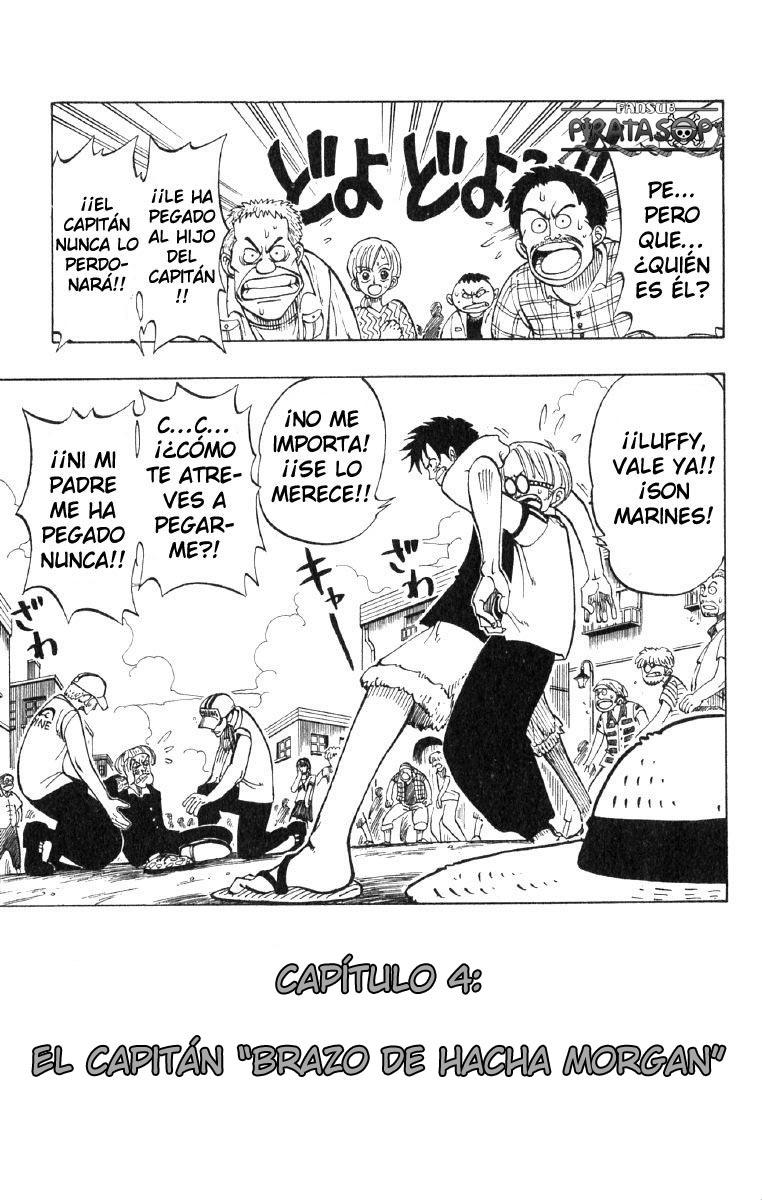 FANSUB
PIRATASOP
PE...
PERO
QUE...
¿QUIÉN
ES ÉL?
どよどよっ!!
¡¡LE HA
PEGADO
AL HIJO
DEL
CAPITÁN
!!
¡¡EL
CAPITÁN
NUNCA LO
PERDO-
NARÁ!!
¡¡LUFFY,
VALE YA!!
¡SON
MARINES!
¡NO ME
IMPORTA!
¡¡SE LO
MERECE!!
C...C...
¡¿CÓMO
TE ATRE-
VES A
PEGAR-
ME?!
¡¡NI MI
PADRE
ME HA
PEGADO
NUNCA!!
ざわ
キャー
ざわ
CAPÍTULO 4:
EL CAPITÁN "BRAZO DE HACHA MORGAN"